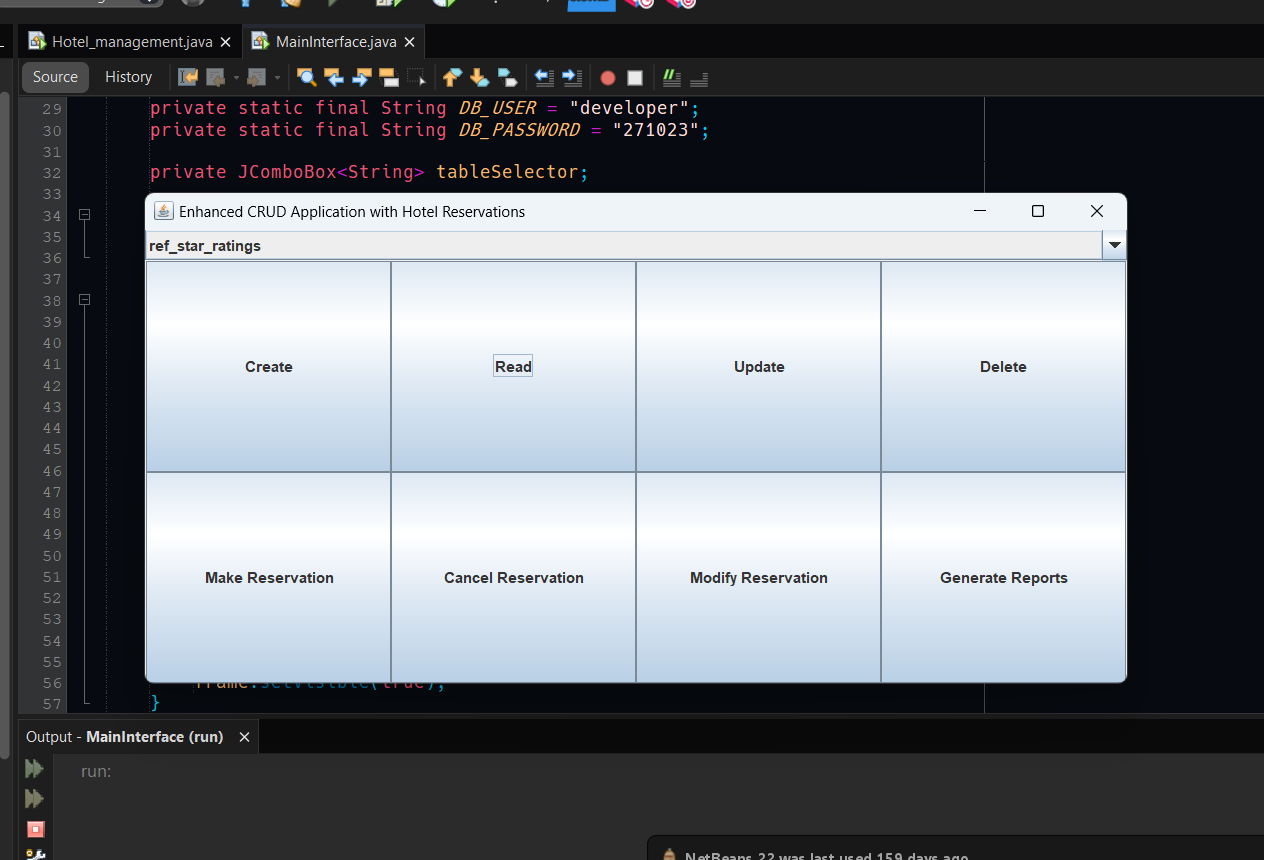 Hotel_management.java
MainInterface.java
Source
History
29 private static final String DB_USER = "developer";
30 private static final String DB_PASSWORD = "271023";
31
32 private JComboBox<String> tableSelector;
33
34
35
36
37
38
39
40
41
42
43
44
45
46
47
48
49
50
51
52
53
54
55
56 frame.setVisible(true);
57 }
Enhanced CRUD Application with Hotel Reservations
ref_star_ratings
Create Read Update Delete
Make Reservation Cancel Reservation Modify Reservation Generate Reports
Output - MainInterface (run)
run:
NetBeans 22 was last used 159 days ago